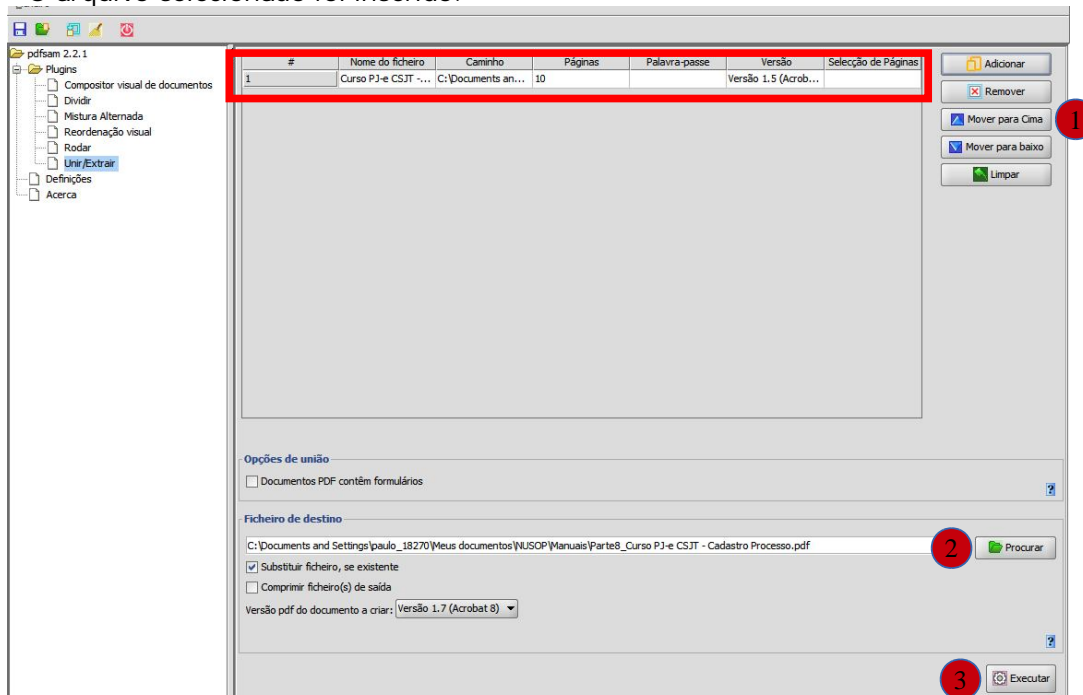 pdfsam 2.2.1
Plugins
Compositor visual de documentos
Dividir
Mistura Alternada
Reordenação visual
Rodar
Unir/Extrair
Definições
Acerca
# Nome do ficheiro Caminho Páginas Palavra-passe Versão Selecção de Páginas
1 Curso PJ-e CSJT -... C:\Documents an... 10 Versão 1.5 (Acrob...
Adicionar
Remover
Mover para Cima 1
Mover para baixo
Limpar
Opções de união
Documentos PDF contêm formulários
?
Ficheiro de destino
C:\Documents and Settings\paulo_18270\Meus documentos\NUSOP\Manuais\Parte8_Curso PJ-e CSJT - Cadastro Processo.pdf 2 Procurar
Substituir ficheiro, se existente
Comprimir ficheiro(s) de saída
Versão pdf do documento a criar: Versão 1.7 (Acrobat 8)
?
3 Executar